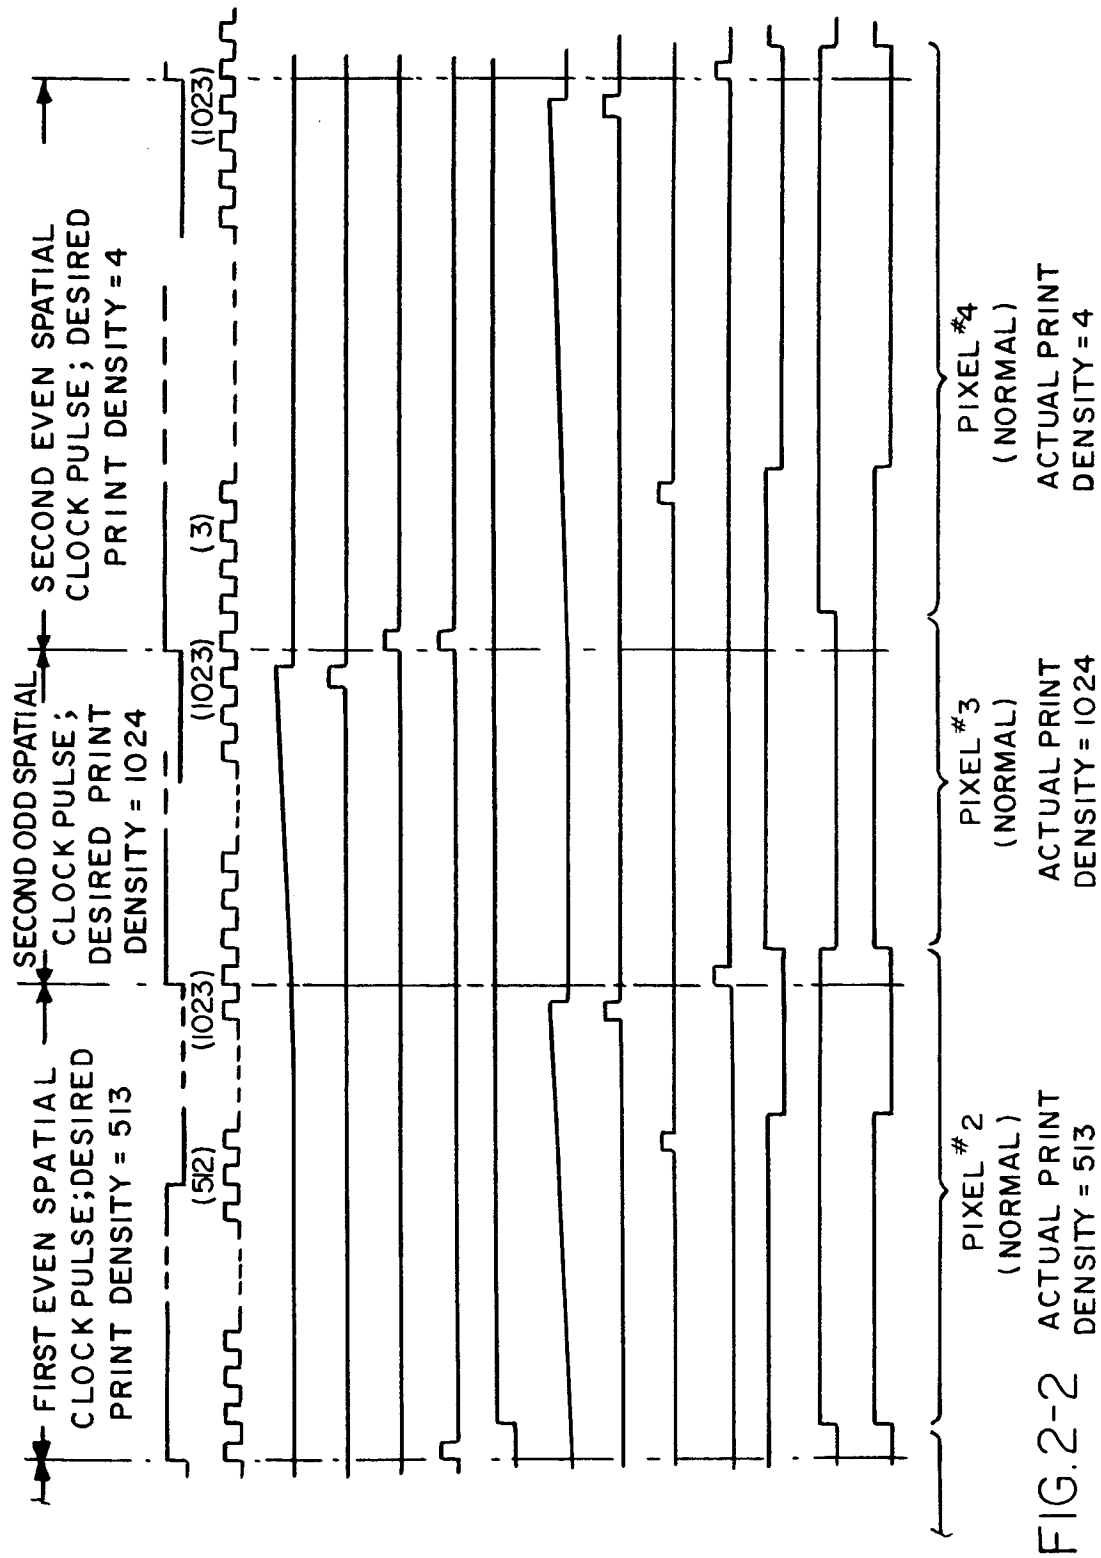 FIRST EVEN SPATIAL
CLOCK PULSE;DESIRED
PRINT DENSITY = 513
SECOND ODD SPATIAL
CLOCK PULSE;
DESIRED PRINT
DENSITY = 1024
SECOND EVEN SPATIAL
CLOCK PULSE; DESIRED
PRINT DENSITY = 4
(512)
(1023)
(1023)
(3)
(1023)
PIXEL #2
(NORMAL)
ACTUAL PRINT
DENSITY = 513
PIXEL #3
(NORMAL)
ACTUAL PRINT
DENSITY = 1024
PIXEL #4
(NORMAL)
ACTUAL PRINT
DENSITY = 4
FIG. 2-2